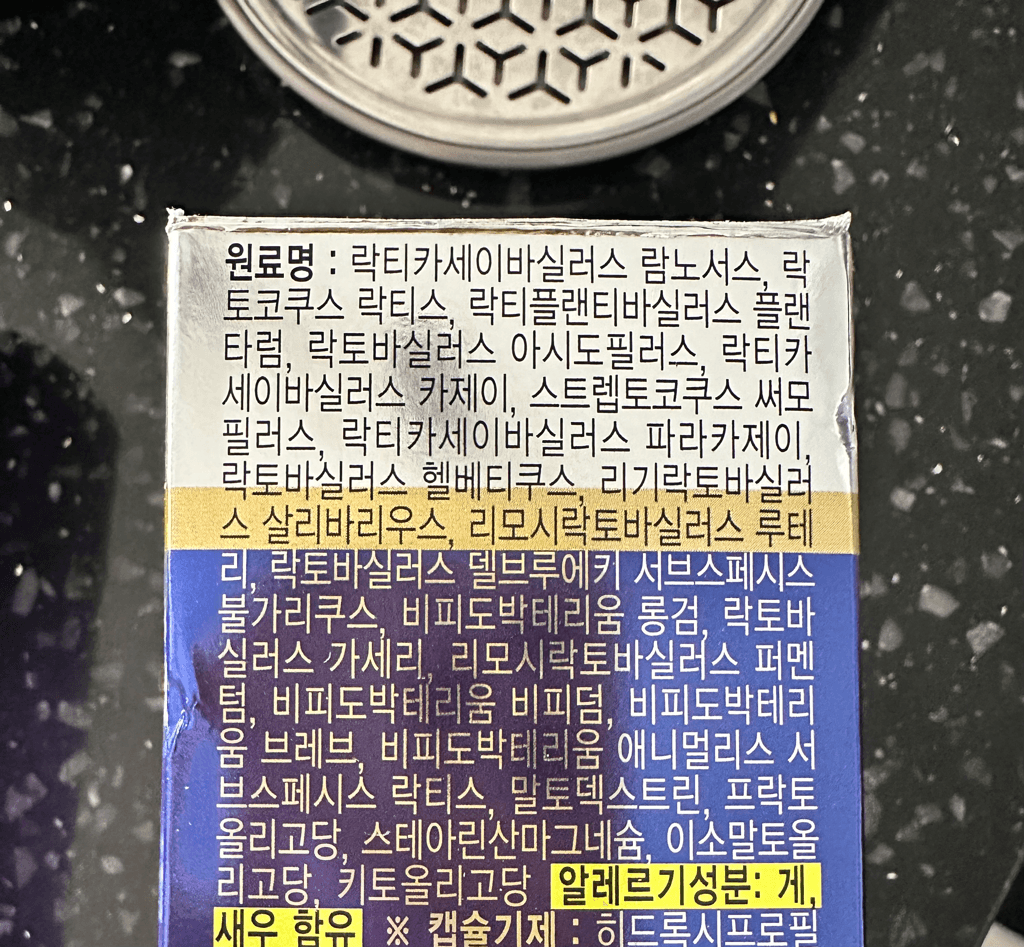 원료명 : 락티카세이바실러스 람노서스, 락
토코쿠스 락티스, 락티플랜티바실러스 플랜
타럼, 락토바실러스 아시도필러스, 락티카
세이바실러스 카제이, 스트렙토코쿠스 써모
필러스, 락티카세이바실러스 파라카제이,
락토바실러스 헬베티쿠스, 리기락토바실러
스 살리바리우스, 리모시락토바실러스 루테
리, 락토바실러스 델브루에키 서브스페시스
불가리쿠스, 비피도박테리움 롱검, 락토바
실러스 가세리, 리모시락토바실러스 퍼멘
텀, 비피도박테리움 비피덤, 비피도박테리
움 브레브, 비피도박테리움 애니멀리스 서
브스페시스 락티스, 말토덱스트린, 프락토
올리고당, 스테아린산마그네슘, 이소말토올
리고당, 키토올리고당 알레르기성분: 게,
새우 함유 ※ 캡슐기제 : 히드록시프로필